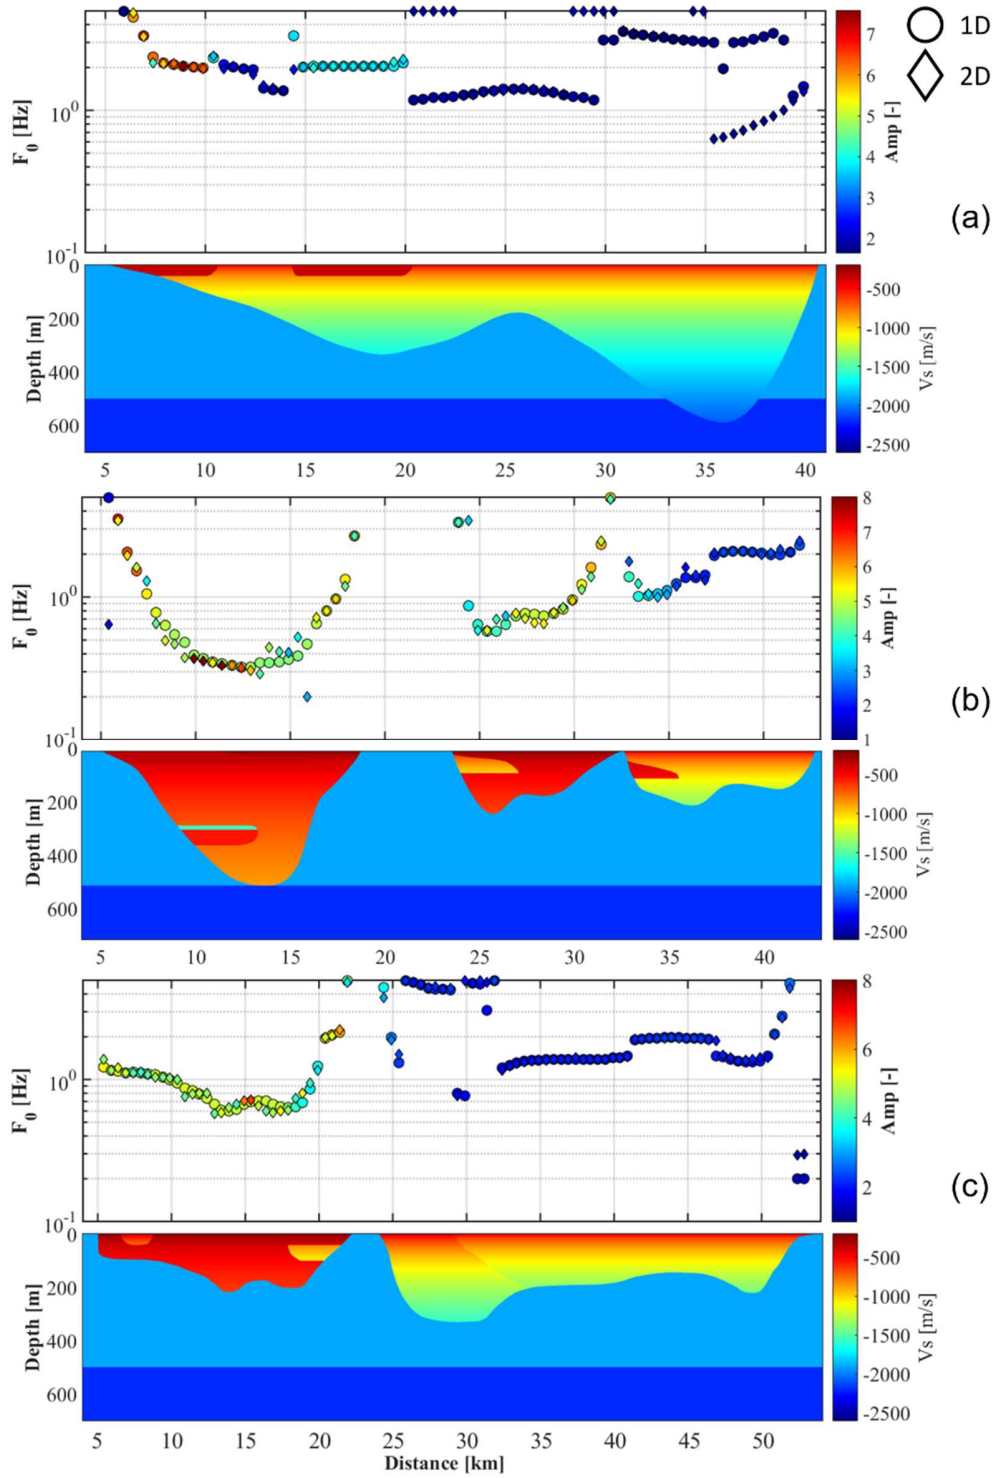 1D
2D
F0 [Hz]
10^0
10^-1
Amp [-]
7
6
5
4
3
2
(a)
Depth [m]
0
200
400
600
5 10 15 20 25 30 35 40
Vs [m/s]
-500
-1000
-1500
-2000
-2500
F0 [Hz]
10^0
10^-1
Amp [-]
8
7
6
5
4
3
2
1
(b)
Depth [m]
0
200
400
600
5 10 15 20 25 30 35 40
Vs [m/s]
-500
-1000
-1500
-2000
-2500
F0 [Hz]
10^0
10^-1
Amp [-]
8
6
4
2
(c)
Depth [m]
0
200
400
600
5 10 15 20 25 30 35 40 45 50
Distance [km]
Vs [m/s]
-500
-1000
-1500
-2000
-2500